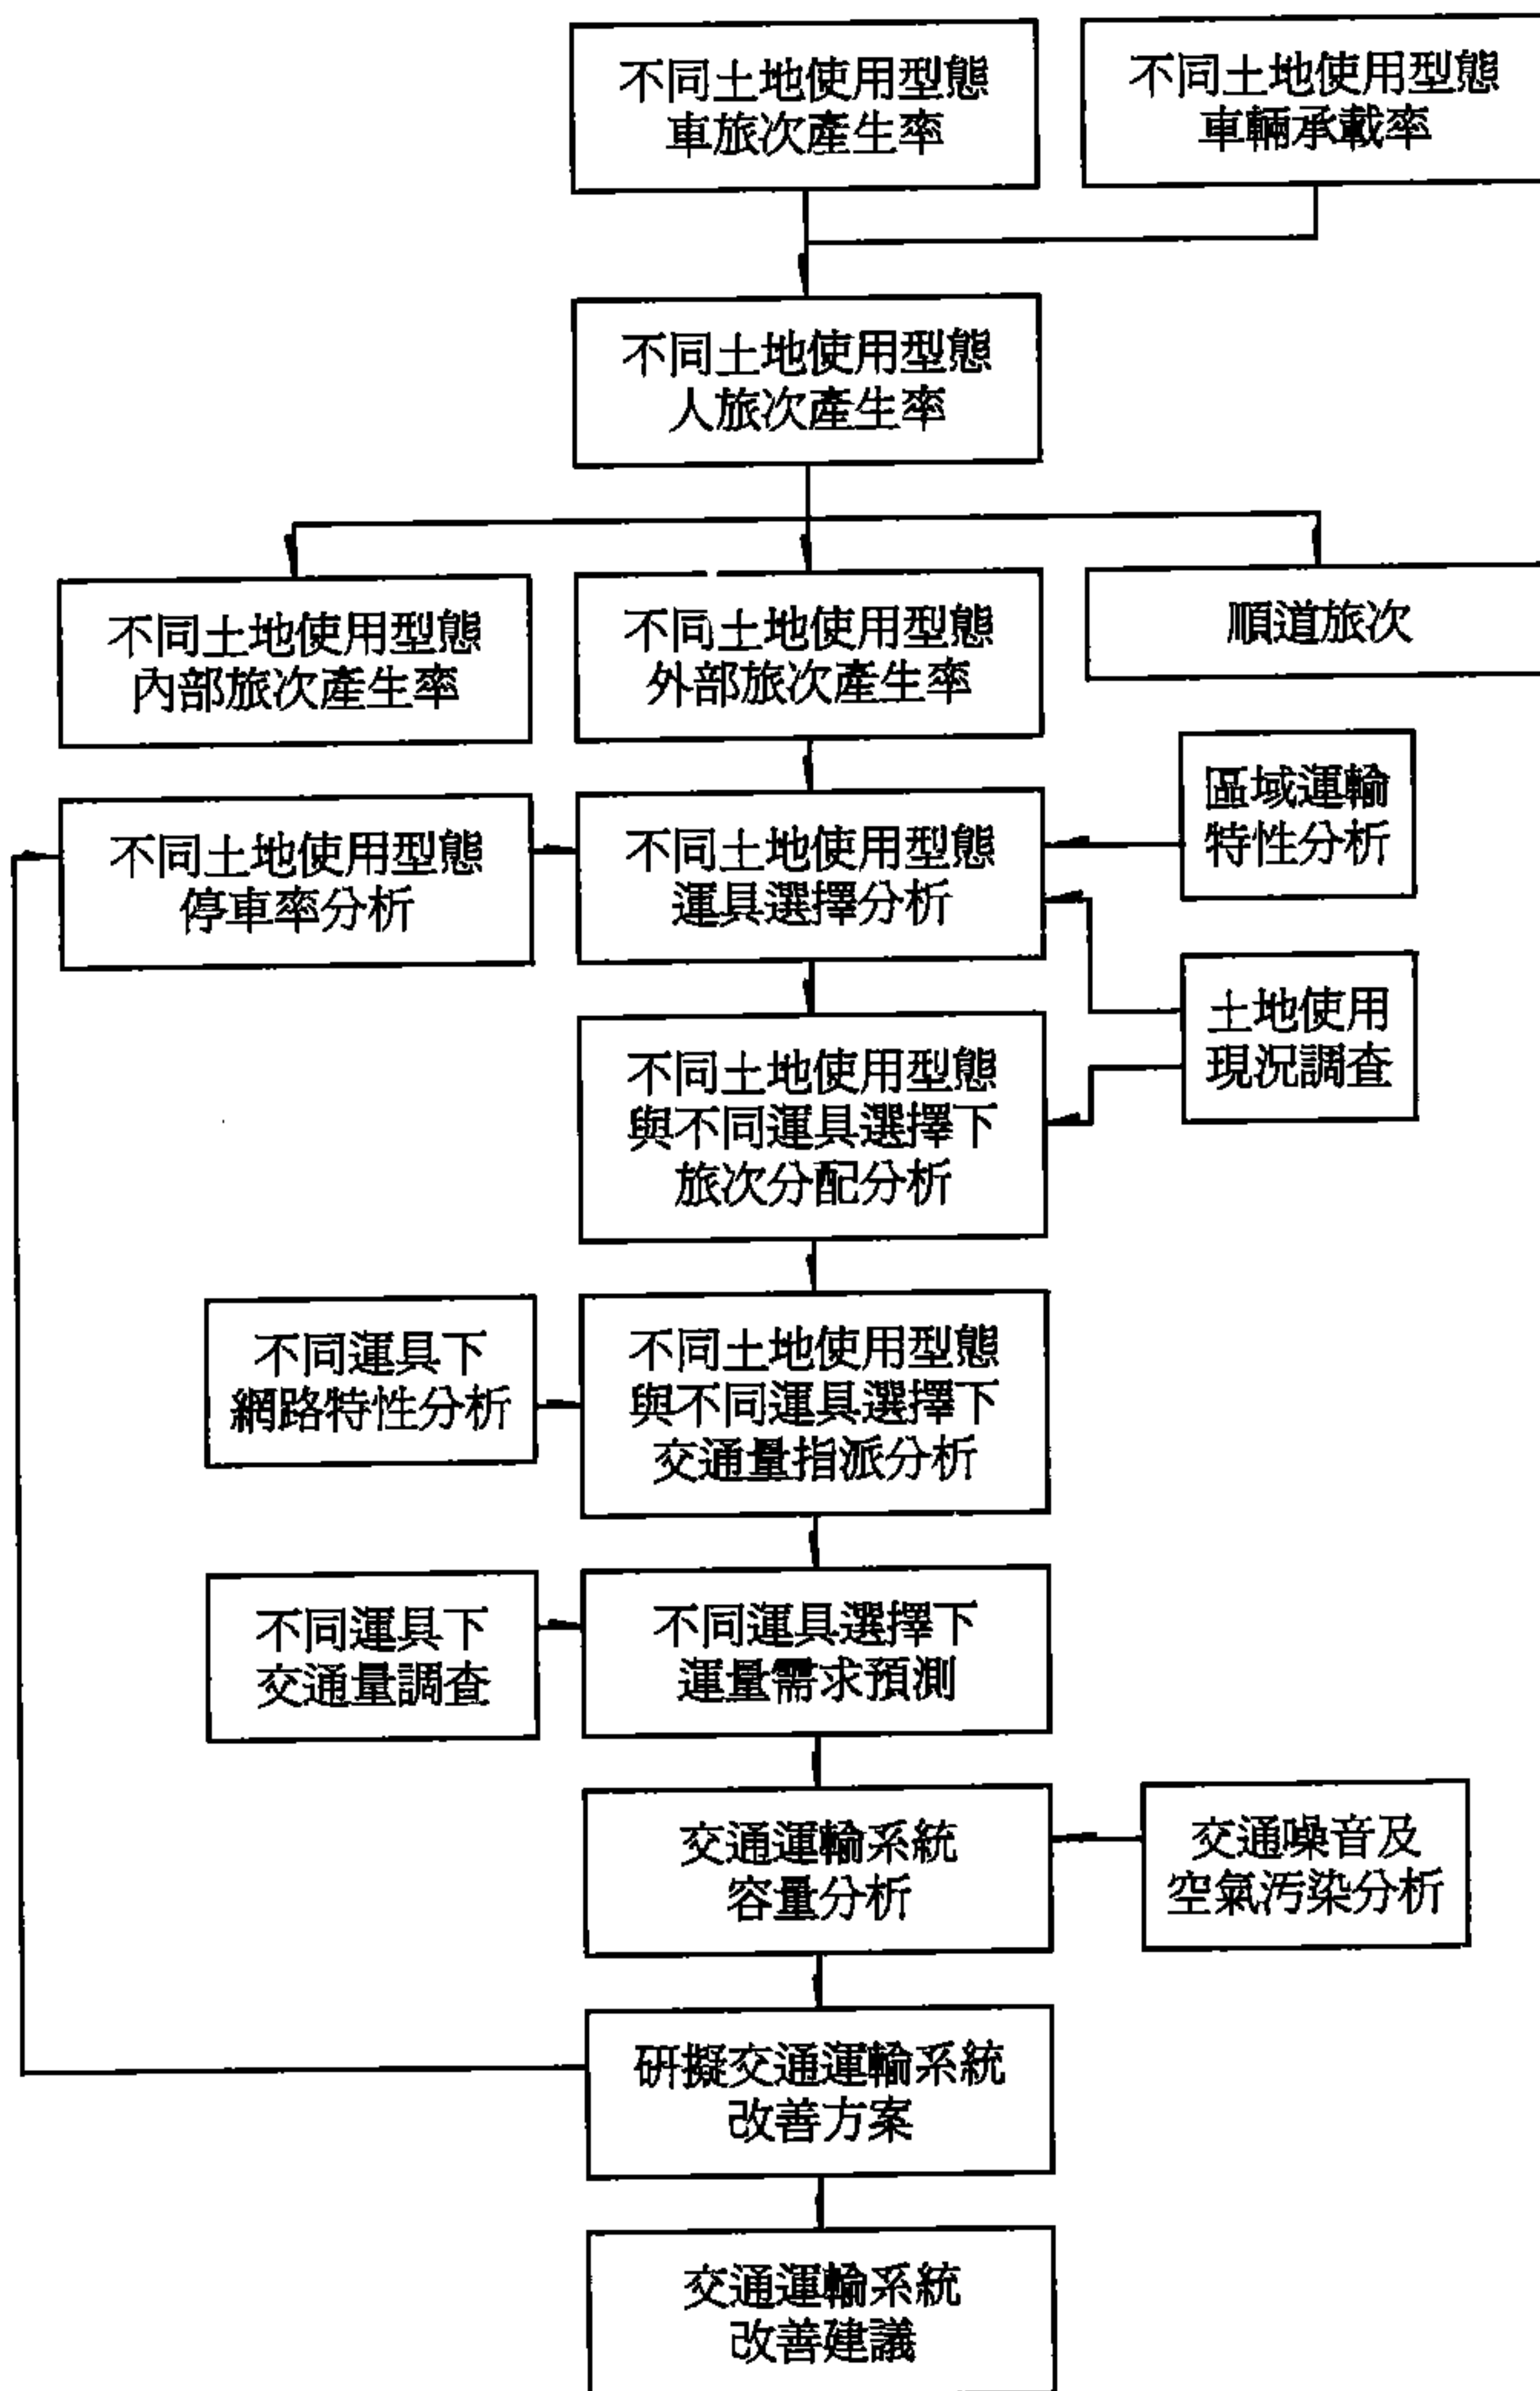 不同土地使用型態
車旅次產生率
不同土地使用型態
車輛承載率
不同土地使用型態
人旅次產生率
不同土地使用型態
內部旅次產生率
不同土地使用型態
外部旅次產生率
順道旅次
不同土地使用型態
停車率分析
不同土地使用型態
運具選擇分析
區域運輸
特性分析
土地使用
現況調查
不同土地使用型態
與不同運具選擇下
旅次分配分析
不同運具下
網路特性分析
不同土地使用型態
與不同運具選擇下
交通量指派分析
不同運具下
交通量調查
不同運具選擇下
運量需求預測
交通運輸系統
容量分析
交通噪音及
空氣汚染分析
研擬交通運輸系統
改善方案
交通運輸系統
改善建議